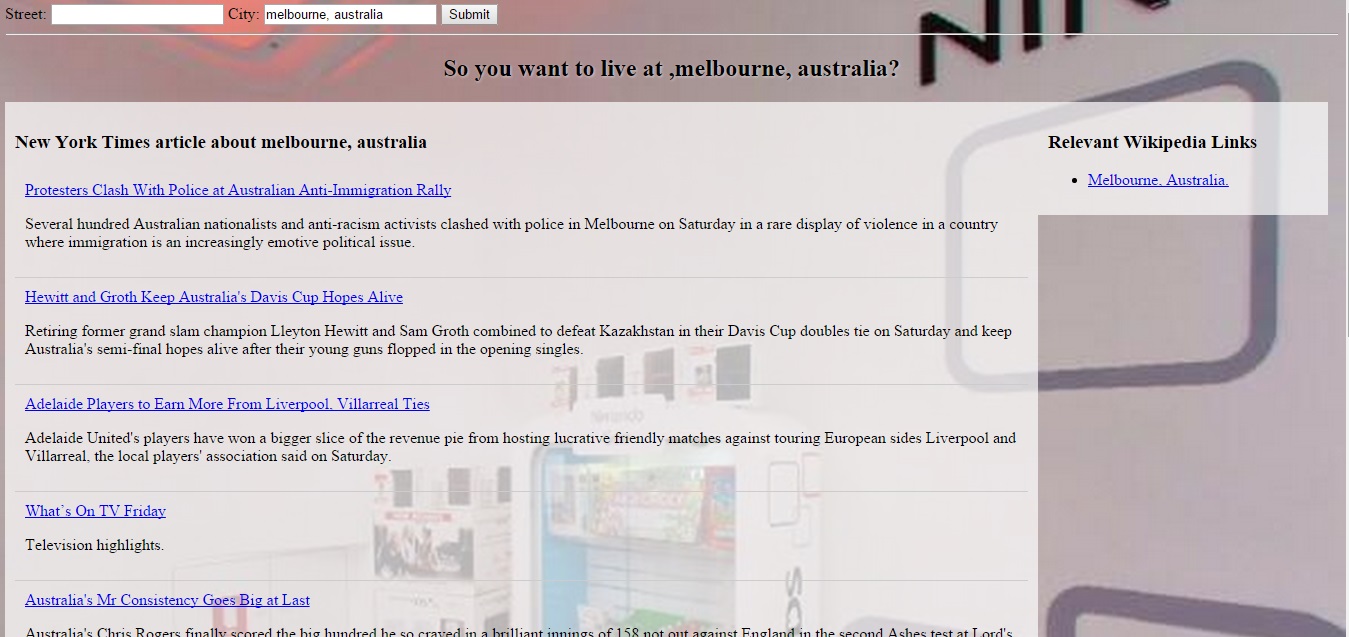 Street: City: melbourne, australia Submit
So you want to live at ,melbourne, australia?
New York Times article about melbourne, australia
Protesters Clash With Police at Australian Anti-Immigration Rally
Several hundred Australian nationalists and anti-racism activists clashed with police in Melbourne on Saturday in a rare display of violence in a country
where immigration is an increasingly emotive political issue.
Hewitt and Groth Keep Australia's Davis Cup Hopes Alive
Retiring former grand slam champion Lleyton Hewitt and Sam Groth combined to defeat Kazakhstan in their Davis Cup doubles tie on Saturday and keep
Australia's semi-final hopes alive after their young guns flopped in the opening singles.
Adelaide Players to Earn More From Liverpool, Villarreal Ties
Adelaide United's players have won a bigger slice of the revenue pie from hosting lucrative friendly matches against touring European sides Liverpool and
Villarreal, the local players' association said on Saturday.
What`s On TV Friday
Television highlights.
Australia's Mr Consistency Goes Big at Last
Australia's Chris Rogers finally scored the big hundred he so craved in a brilliant innings of 158 not out against England in the second Ashes test at Lord's
Relevant Wikipedia Links
Melbourne, Australia.